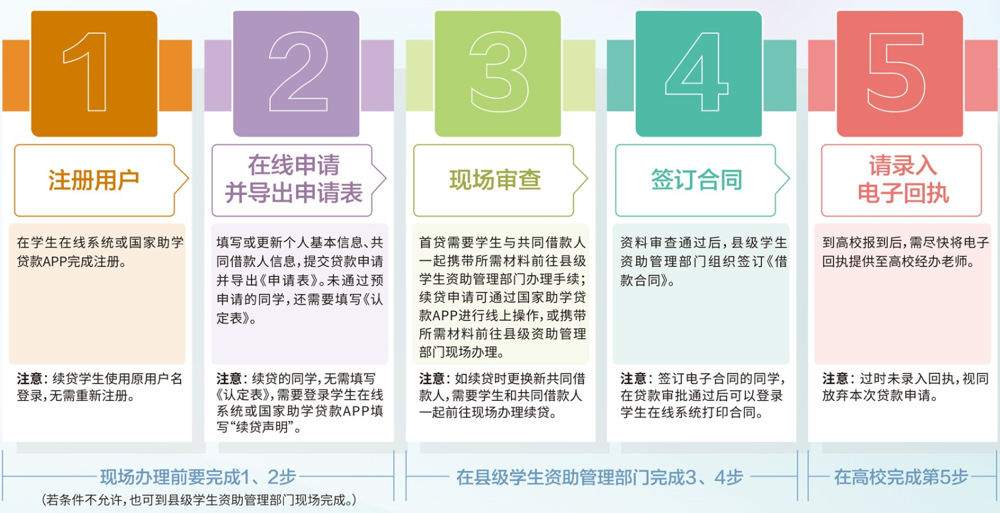 1
注册用户
在学生在线系统或国家助学
贷款APP完成注册。
注意：续贷学生使用原用户名
登录，无需重新注册。
2
在线申请
并导出申请表
填写或更新个人基本信息、共
同借款人信息，提交贷款申请
并导出《申请表》。未通过预
申请的同学，还需要填写《认
定表》。
注意：续贷的同学，无需填写
《认定表》，需要登录学生在线
系统或国家助学贷款APP填
写“续贷声明”。
3
现场审查
首贷需要学生与共同借款人
一起携带所需材料前往县级
学生资助管理部门办理手续；
续贷申请可通过国家助学贷
款APP进行线上操作，或携带
所需材料前往县级资助管理
部门现场办理。
注意：如续贷时更换新共同借
款人，需要学生和共同借款人
一起前往现场办理续贷。
4
签订合同
资料审查通过后，县级学生
资助管理部门组织签订《借
款合同》。
注意：签订电子合同的同学，
在贷款审批通过后可以登录
学生在线系统打印合同。
5
请录入
电子回执
到高校报到后，需尽快将电子
回执提供至高校经办老师。
注意：过时未录入回执，视同
放弃本次贷款申请。
现场办理前要完成1、2步
（若条件不允许，也可到县级学生资助管理部门现场完成。）
在县级学生资助管理部门完成3、4步
在高校完成第5步